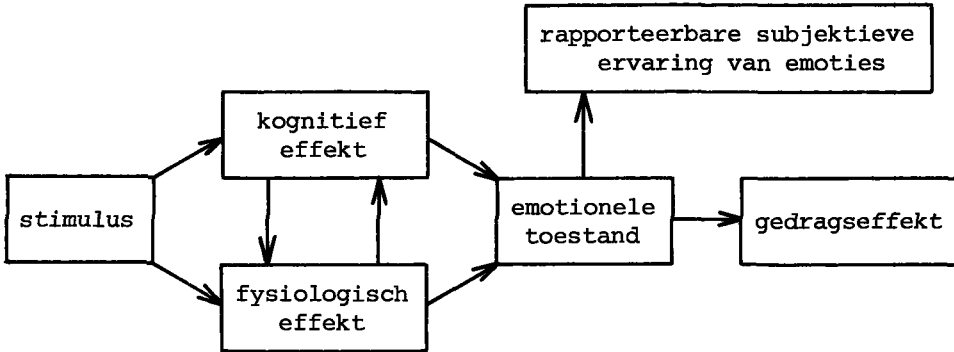 rapporteerbare subjektieve
ervaring van emoties
kognitief
effekt
stimulus
emotionele
toestand
gedragseffekt
fysiologisch
effekt